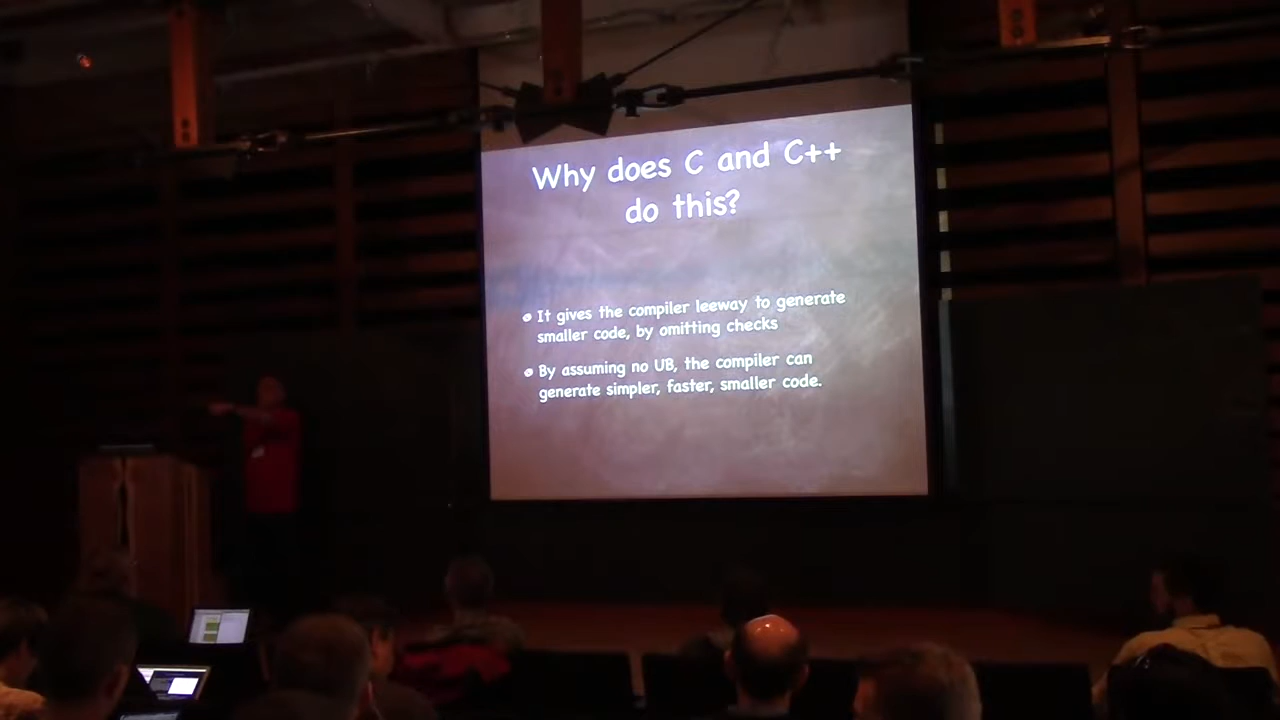 Why does C and C++
do this?
It gives the compiler leeway to generate
smaller code, by omitting checks
By assuming no UB, the compiler can
generate simpler, faster, smaller code.